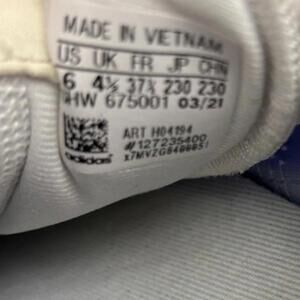 MADE IN VIETNAM
US UK FR JP CHN
6 4½ 37⅓ 230 230
HW 675001 03/21
ART H04194
#127235400
adidas